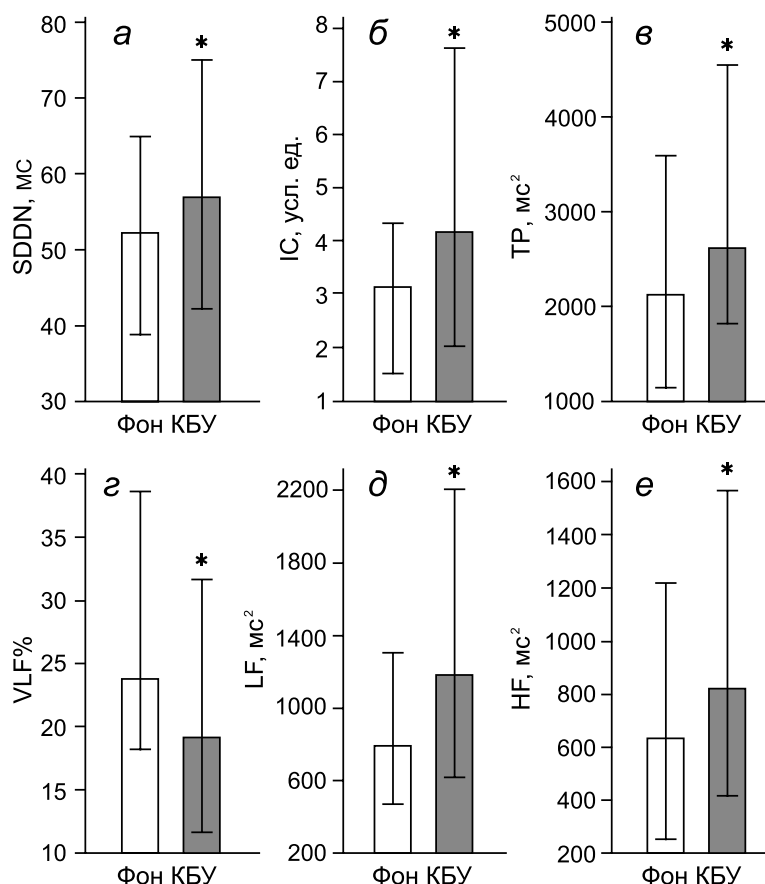 а
*
SDDN, мс
80
70
60
50
40
30
Фон КБУ
б
*
IC, усл. ед.
8
7
6
5
4
3
2
1
Фон КБУ
в
*
TP, мс²
5000
4000
3000
2000
1000
Фон КБУ
г
*
VLF%
40
35
30
25
20
15
10
Фон КБУ
д
*
LF, мс²
2200
1800
1400
1000
600
200
Фон КБУ
е
*
HF, мс²
1600
1400
1200
1000
800
600
400
200
Фон КБУ